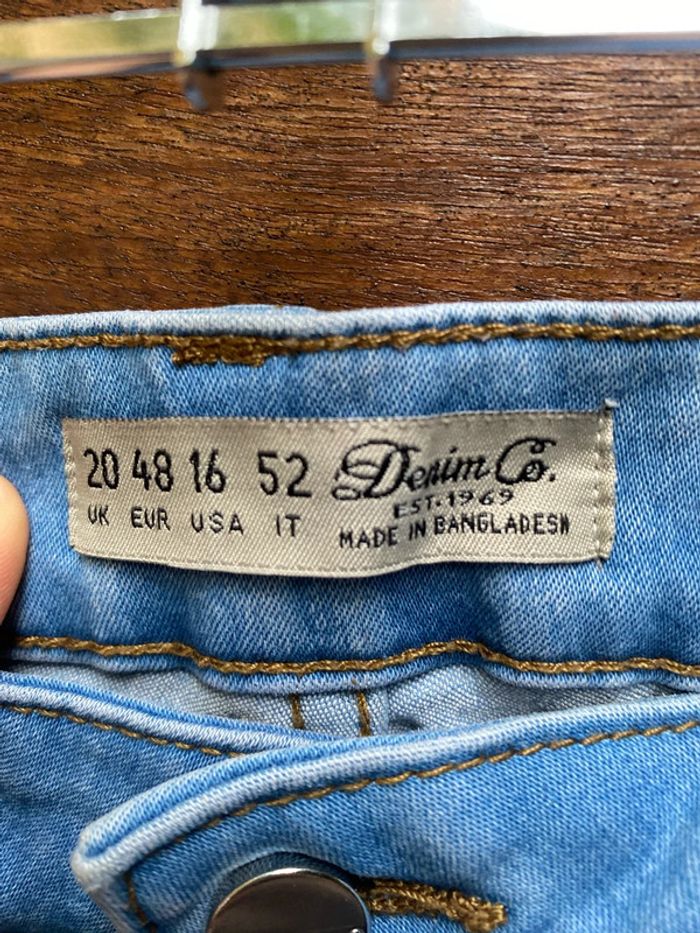 20 48 16 52
UK EUR USA IT
Denim Co.
EST. 1969
MADE IN BANGLADESH